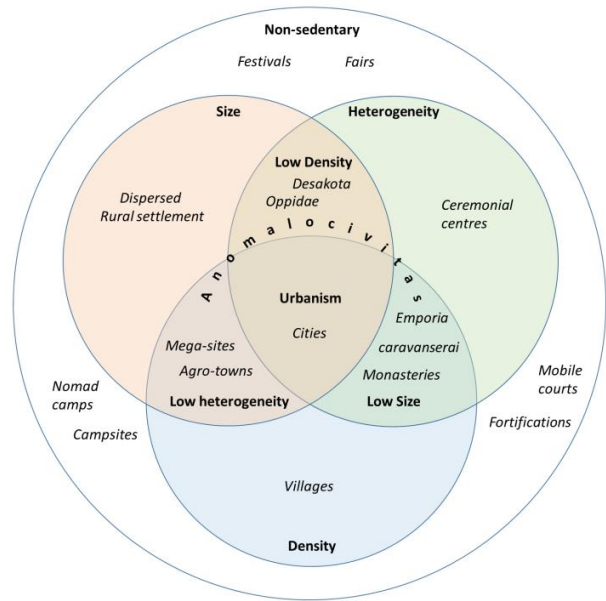 Non-sedentary
Festivals Fairs
Size
Heterogeneity
Low Density
Desakota
Oppidae
Dispersed
Rural settlement
Ceremonial
centres
Anomalocivitas
Urbanism
Cities
Emporia
caravanserai
Monasteries
Low Size
Mega-sites
Agro-towns
Low heterogeneity
Nomad
camps
Campsites
Mobile
courts
Fortifications
Villages
Density